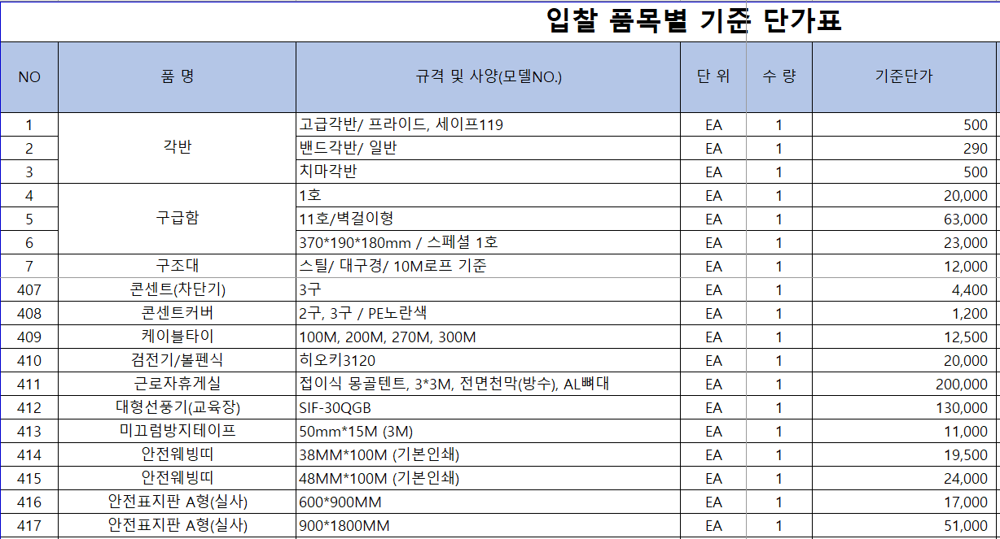 입찰 품목별 기준 단가표
NO 품 명 규격 및 사양(모델NO.) 단 위 수 량 기준단가
1 각반 고급각반/ 프라이드, 세이프119 EA 1 500
2 밴드각반/ 일반 EA 1 290
3 치마각반 EA 1 500
4 구급함 1호 EA 1 20,000
5 11호/벽걸이형 EA 1 63,000
6 370*190*180mm / 스페셜 1호 EA 1 23,000
7 구조대 스틸/ 대구경/ 10M로프 기준 EA 1 12,000
407 콘센트(차단기) 3구 EA 1 4,400
408 콘센트커버 2구, 3구 / PE노란색 EA 1 1,200
409 케이블타이 100M, 200M, 270M, 300M EA 1 12,500
410 검전기/볼펜식 히오키3120 EA 1 20,000
411 근로자휴게실 접이식 몽골텐트, 3*3M, 전면천막(방수), AL뼈대 EA 1 200,000
412 대형선풍기(교육장) SIF-30QGB EA 1 130,000
413 미끄럼방지테이프 50mm*15M (3M) EA 1 11,000
414 안전웨빙띠 38MM*100M (기본인쇄) EA 1 19,500
415 안전웨빙띠 48MM*100M (기본인쇄) EA 1 24,000
416 안전표지판 A형(실사) 600*900MM EA 1 17,000
417 안전표지판 A형(실사) 900*1800MM EA 1 51,000